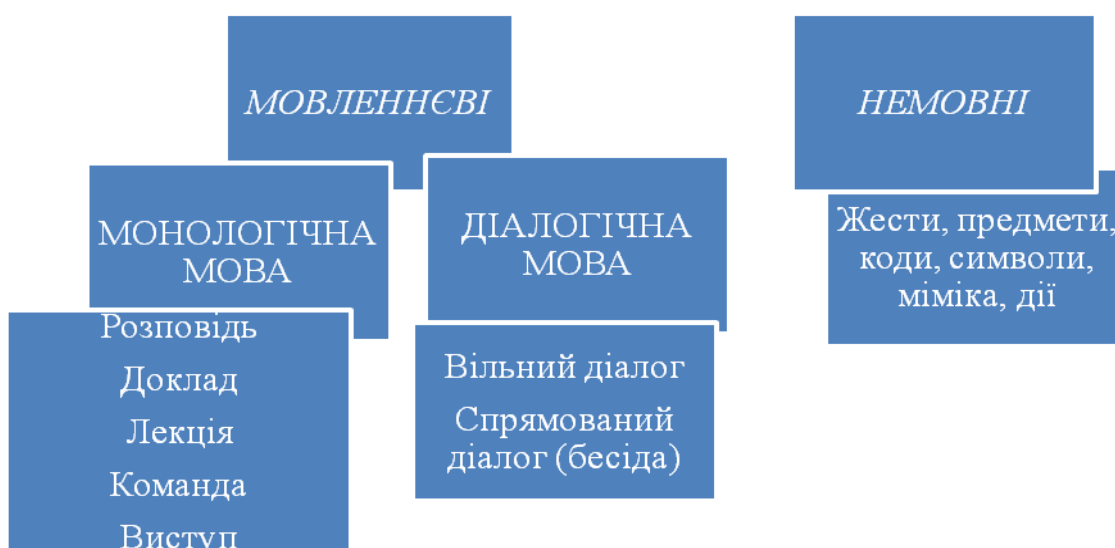 МОВЛЕННЄВІ
НЕМОВНІ
МОНОЛОГІЧНА
МОВА
ДІАЛОГІЧНА
МОВА
Жести, предмети,
коди, символи,
міміка, дії
Розповідь
Доклад
Лекція
Команда
Виступ
Вільний діалог
Спрямований
діалог (бесіда)